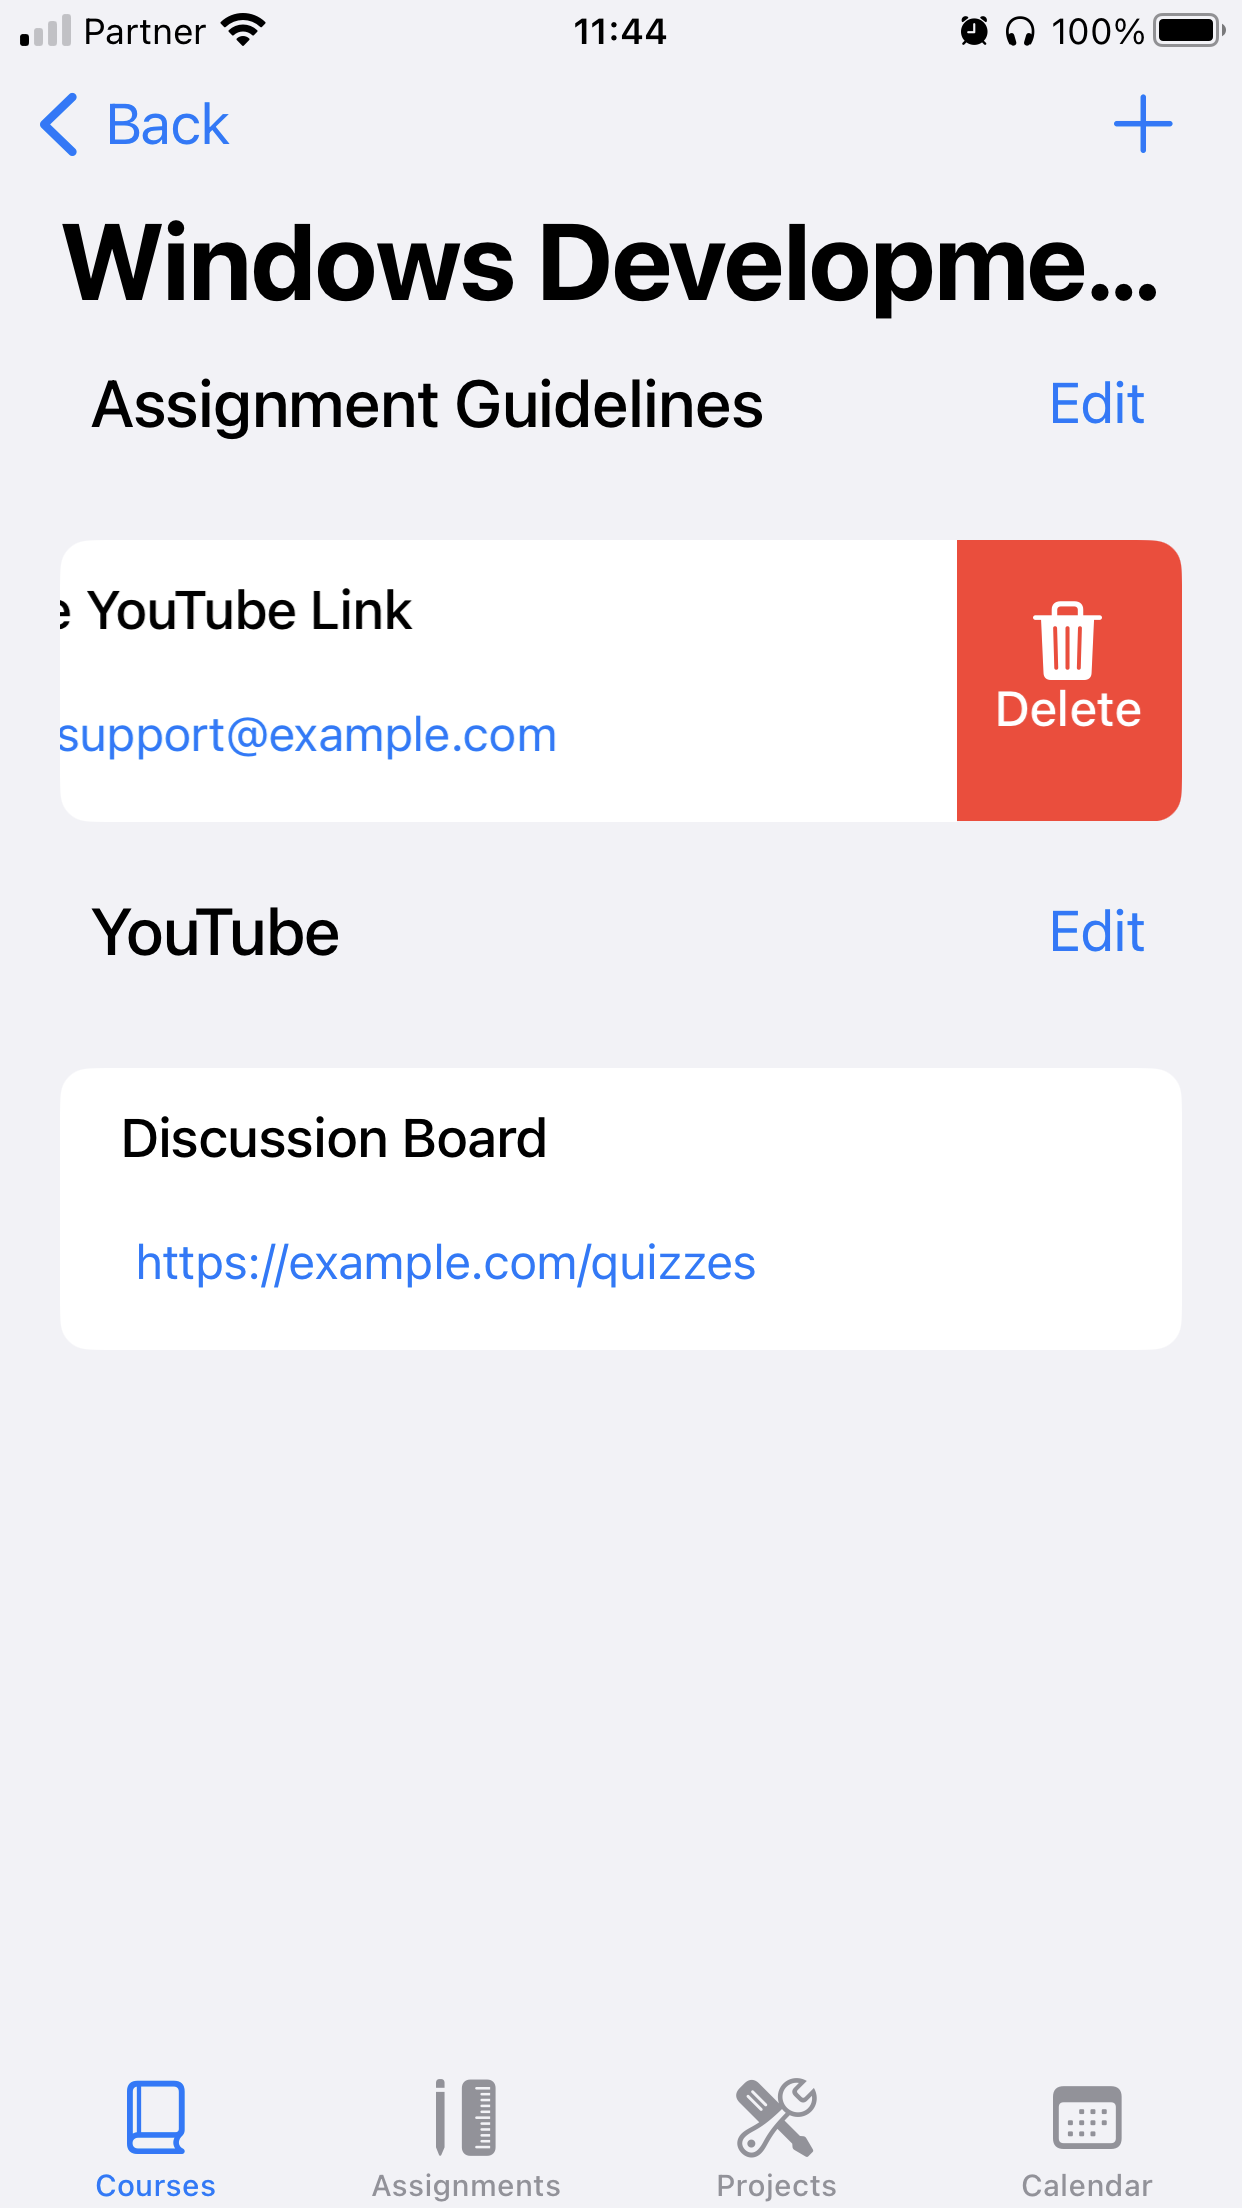 Partner 11:44 100%
Back
Windows Developme...
Assignment Guidelines Edit
e YouTube Link
support@example.com
Delete
YouTube Edit
Discussion Board
https://example.com/quizzes
Courses Assignments Projects Calendar